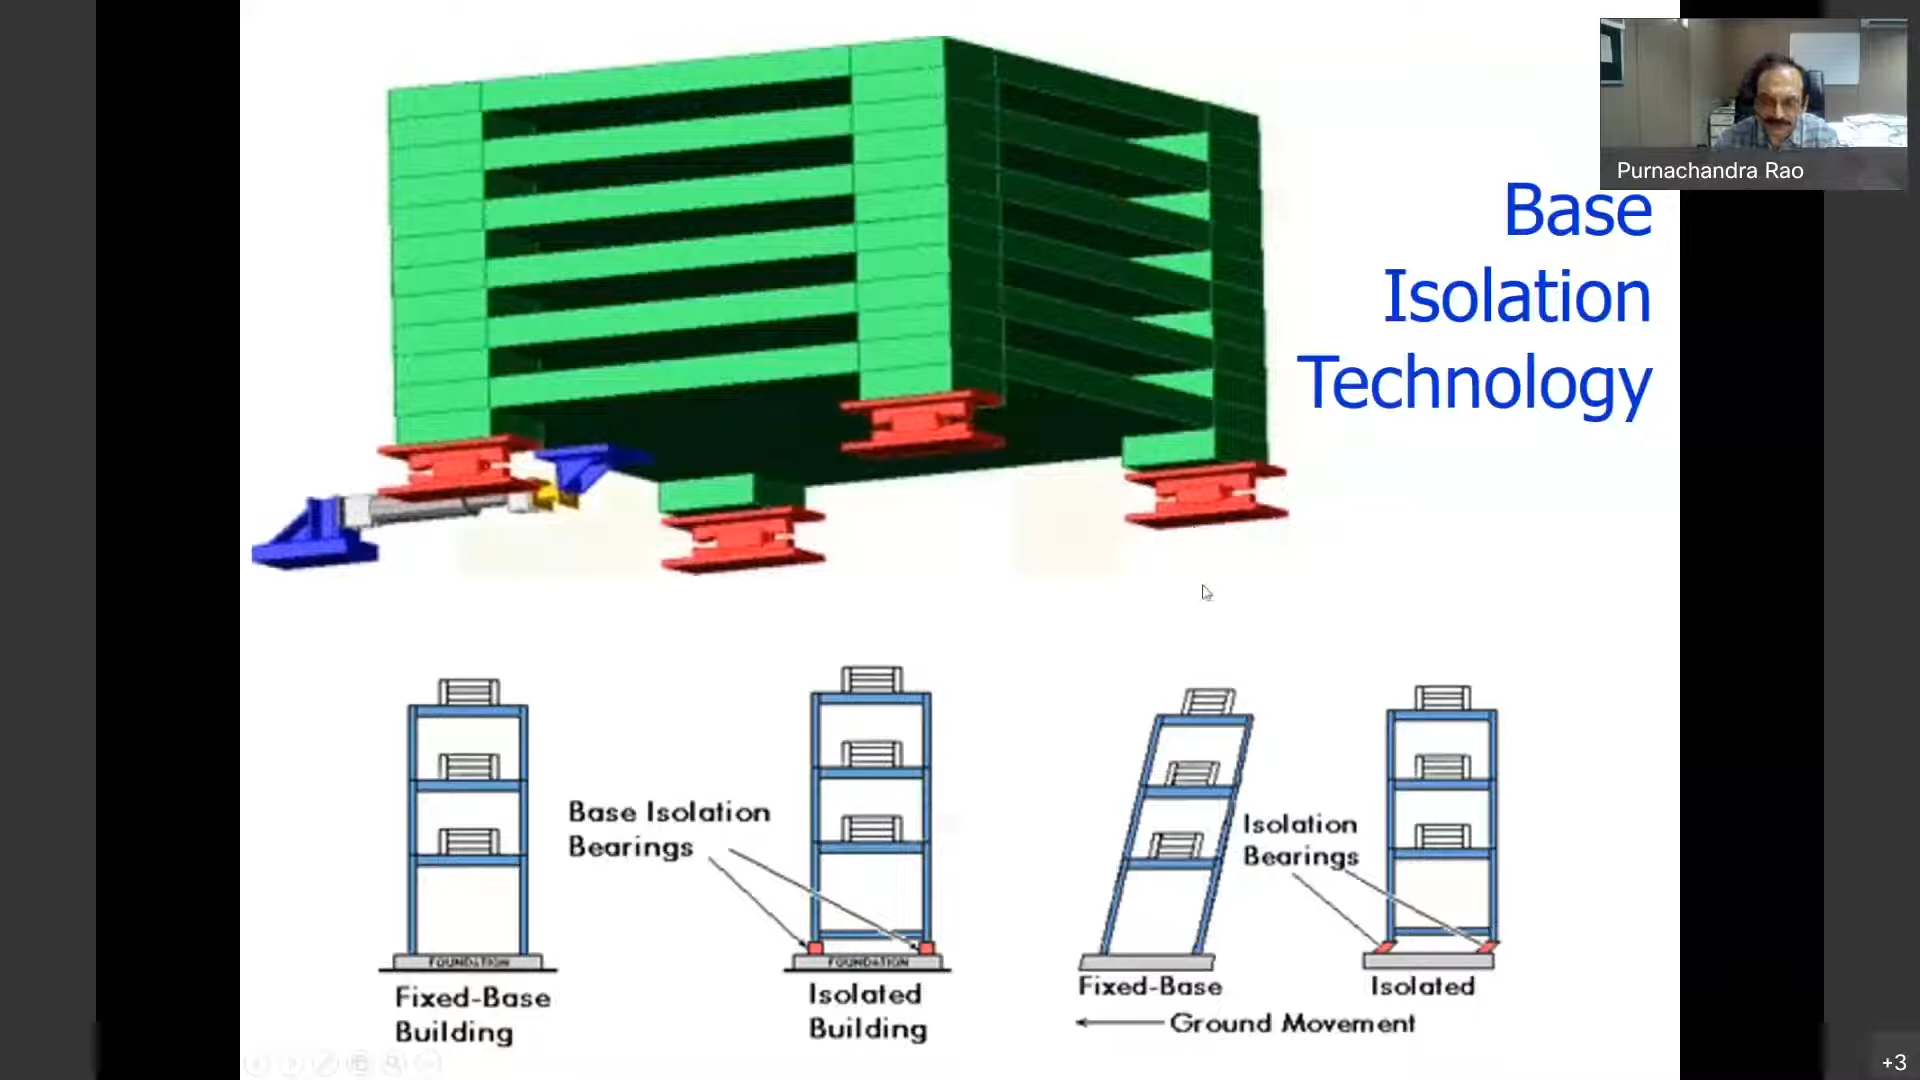 Purnachandra Rao
Base
Isolation
Technology
Base Isolation
Bearings
Isolation
Bearings
FOUNDATION
FOUNDATION
Fixed-Base
Building
Isolated
Building
Fixed-Base
Isolated
Ground Movement
+3